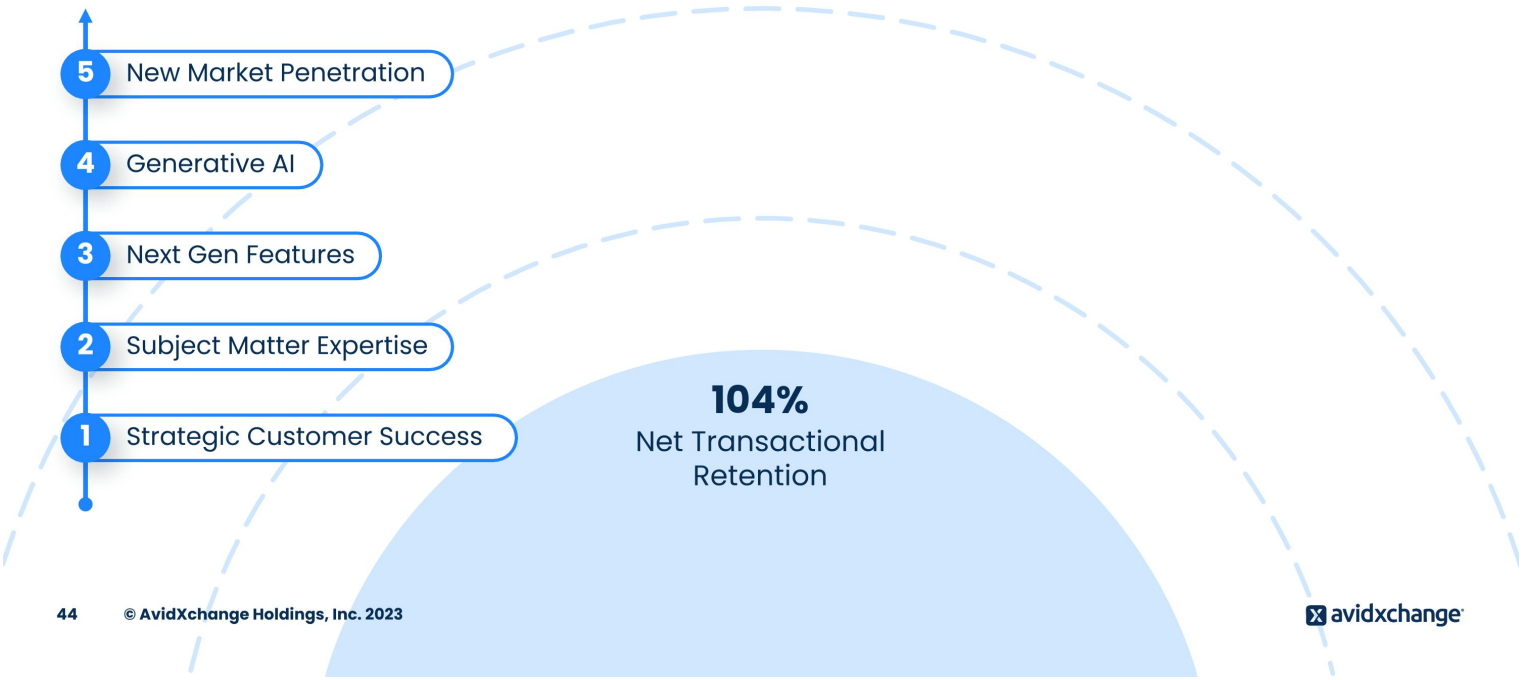 5 New Market Penetration
4 Generative AI
3 Next Gen Features
2 Subject Matter Expertise
1 Strategic Customer Success
104%
Net Transactional
Retention
44 © AvidXchange Holdings, Inc. 2023
avidxchange